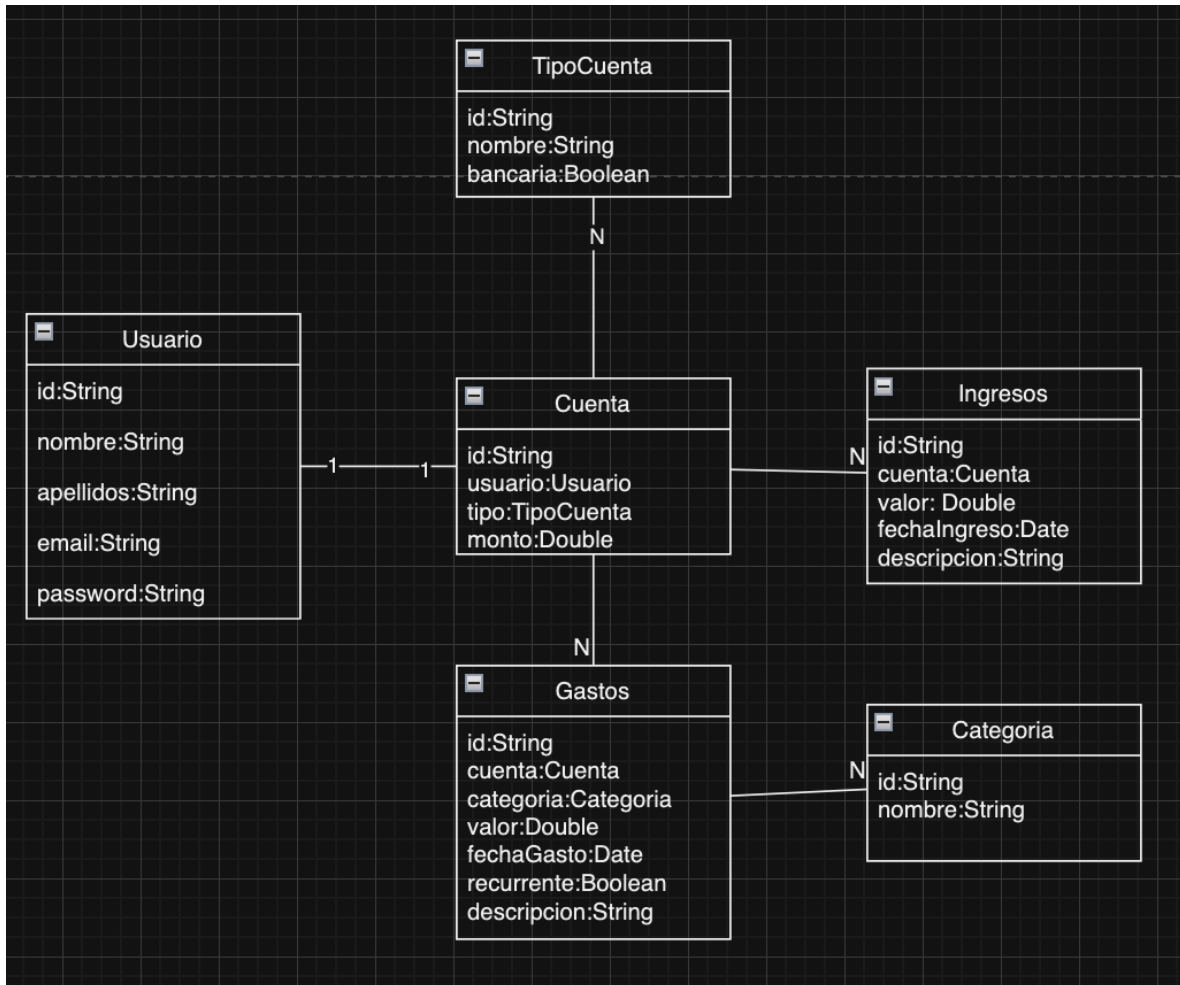 TipoCuenta
id:String
nombre:String
bancaria:Boolean
N
Usuario
id:String
nombre:String
apellidos:String
email:String
password:String
1
1
Cuenta
id:String
usuario:Usuario
tipo:TipoCuenta
monto:Double
N
Ingresos
id:String
cuenta:Cuenta
valor: Double
fechaIngreso:Date
descripcion:String
N
Gastos
id:String
cuenta:Cuenta
categoria:Categoria
valor:Double
fechaGasto:Date
recurrente:Boolean
descripcion:String
N
Categoria
id:String
nombre:String